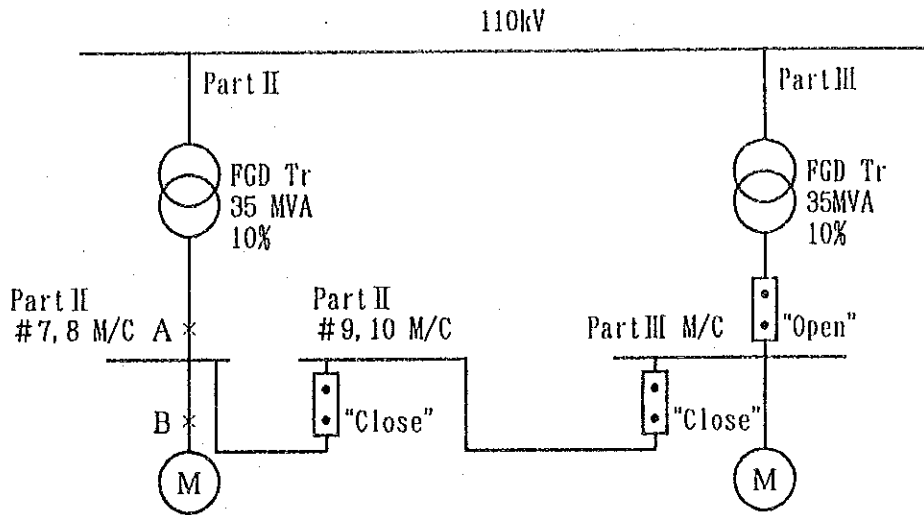 110kV
Part II
Part III
FGD Tr
35 MVA
10%
FGD Tr
35MVA
10%
Part II
#7,8 M/C
A
Part II
#9,10 M/C
Part III M/C
"Open"
B
"Close"
"Close"
M
M